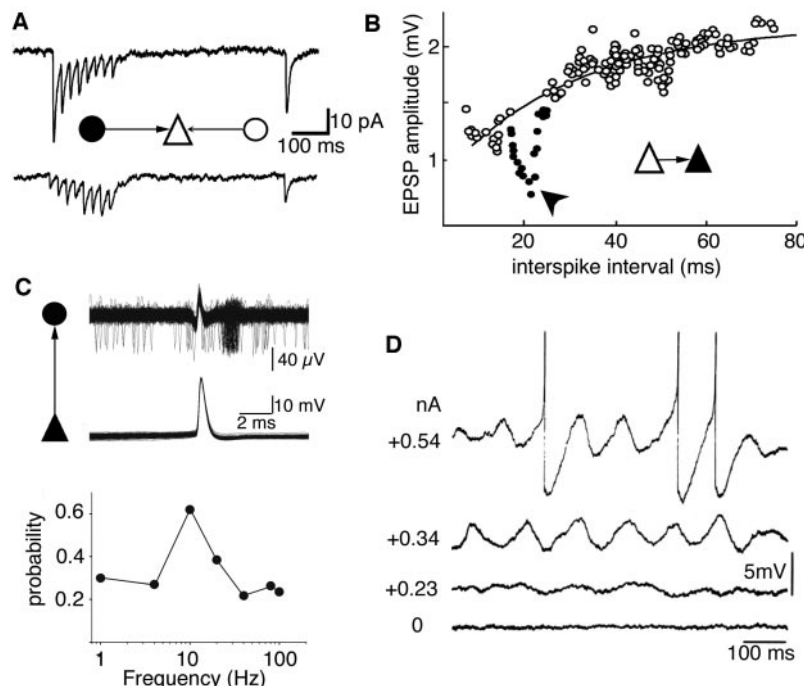 A
10 pA
100 ms
B
EPSP amplitude (mV)
2
1
20
40
60
80
interspike interval (ms)
C
40 µV
10 mV
2 ms
probability
0.6
0.4
0.2
1
10
100
Frequency (Hz)
D
nA
+0.54
+0.34
+0.23
0
5mV
100 ms